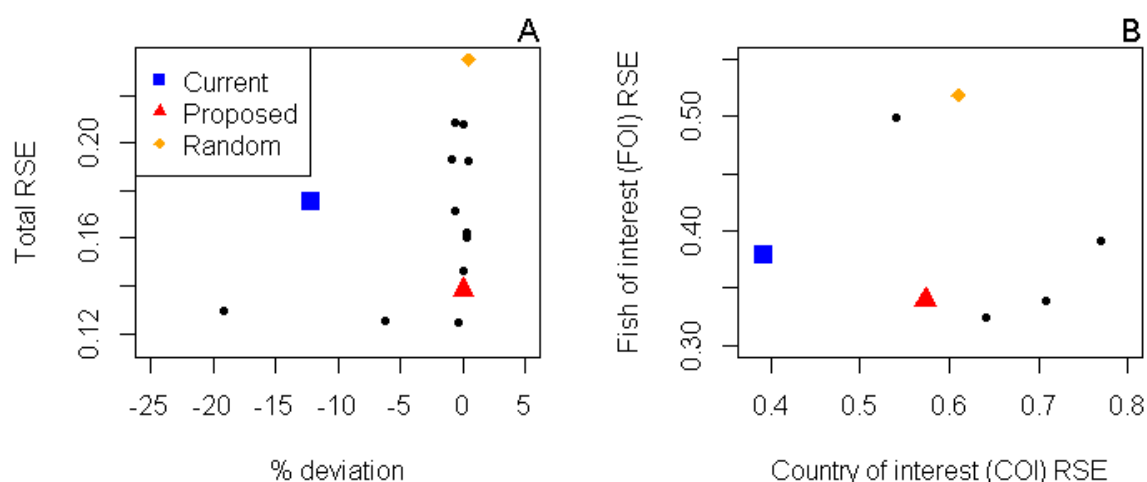 A
Current
Proposed
Random
Total RSE
0.20
0.16
0.12
-25 -20 -15 -10 -5 0 5
% deviation
B
Fish of interest (FOI) RSE
0.50
0.40
0.30
0.4 0.5 0.6 0.7 0.8
Country of interest (COI) RSE